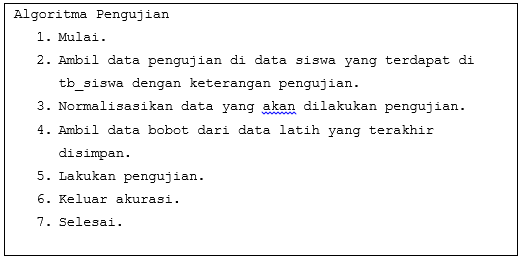 Algoritma Pengujian
1. Mulai.
2. Ambil data pengujian di data siswa yang terdapat di
tb_siswa dengan keterangan pengujian.
3. Normalisasikan data yang akan dilakukan pengujian.
4. Ambil data bobot dari data latih yang terakhir
disimpan.
5. Lakukan pengujian.
6. Keluar akurasi.
7. Selesai.